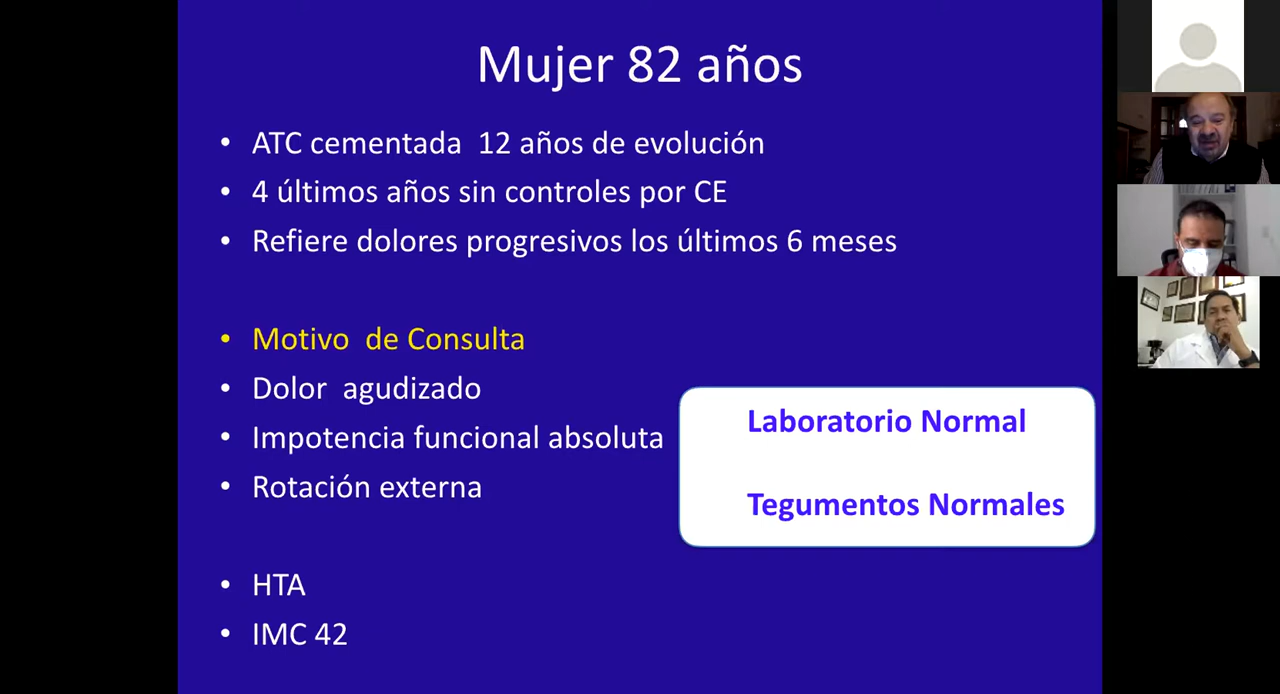 Mujer 82 años
• ATC cementada 12 años de evolución
• 4 últimos años sin controles por CE
• Refiere dolores progresivos los últimos 6 meses
• Motivo de Consulta
• Dolor agudizado
• Impotencia funcional absoluta
• Rotación externa
Laboratorio Normal
Tegumentos Normales
• HTA
• IMC 42